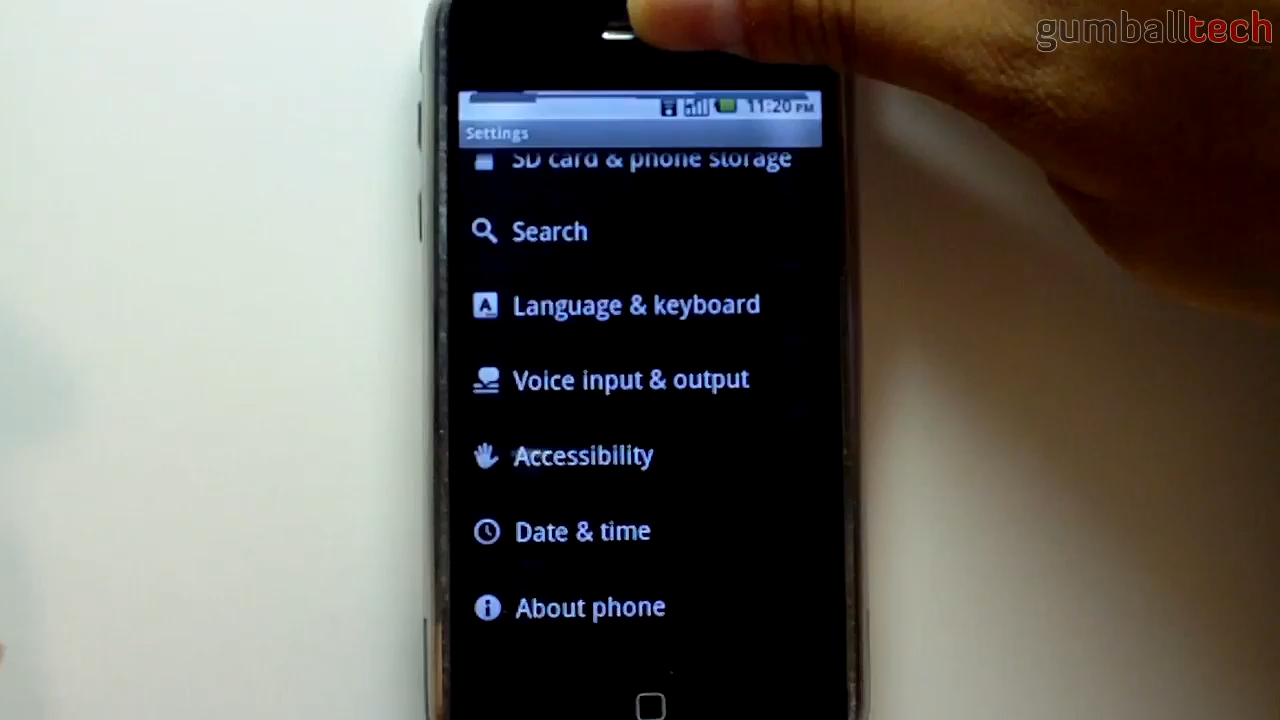 gumballtech
11:20 PM
Settings
SD card & phone storage
Search
Language & keyboard
Voice input & output
Accessibility
Date & time
About phone